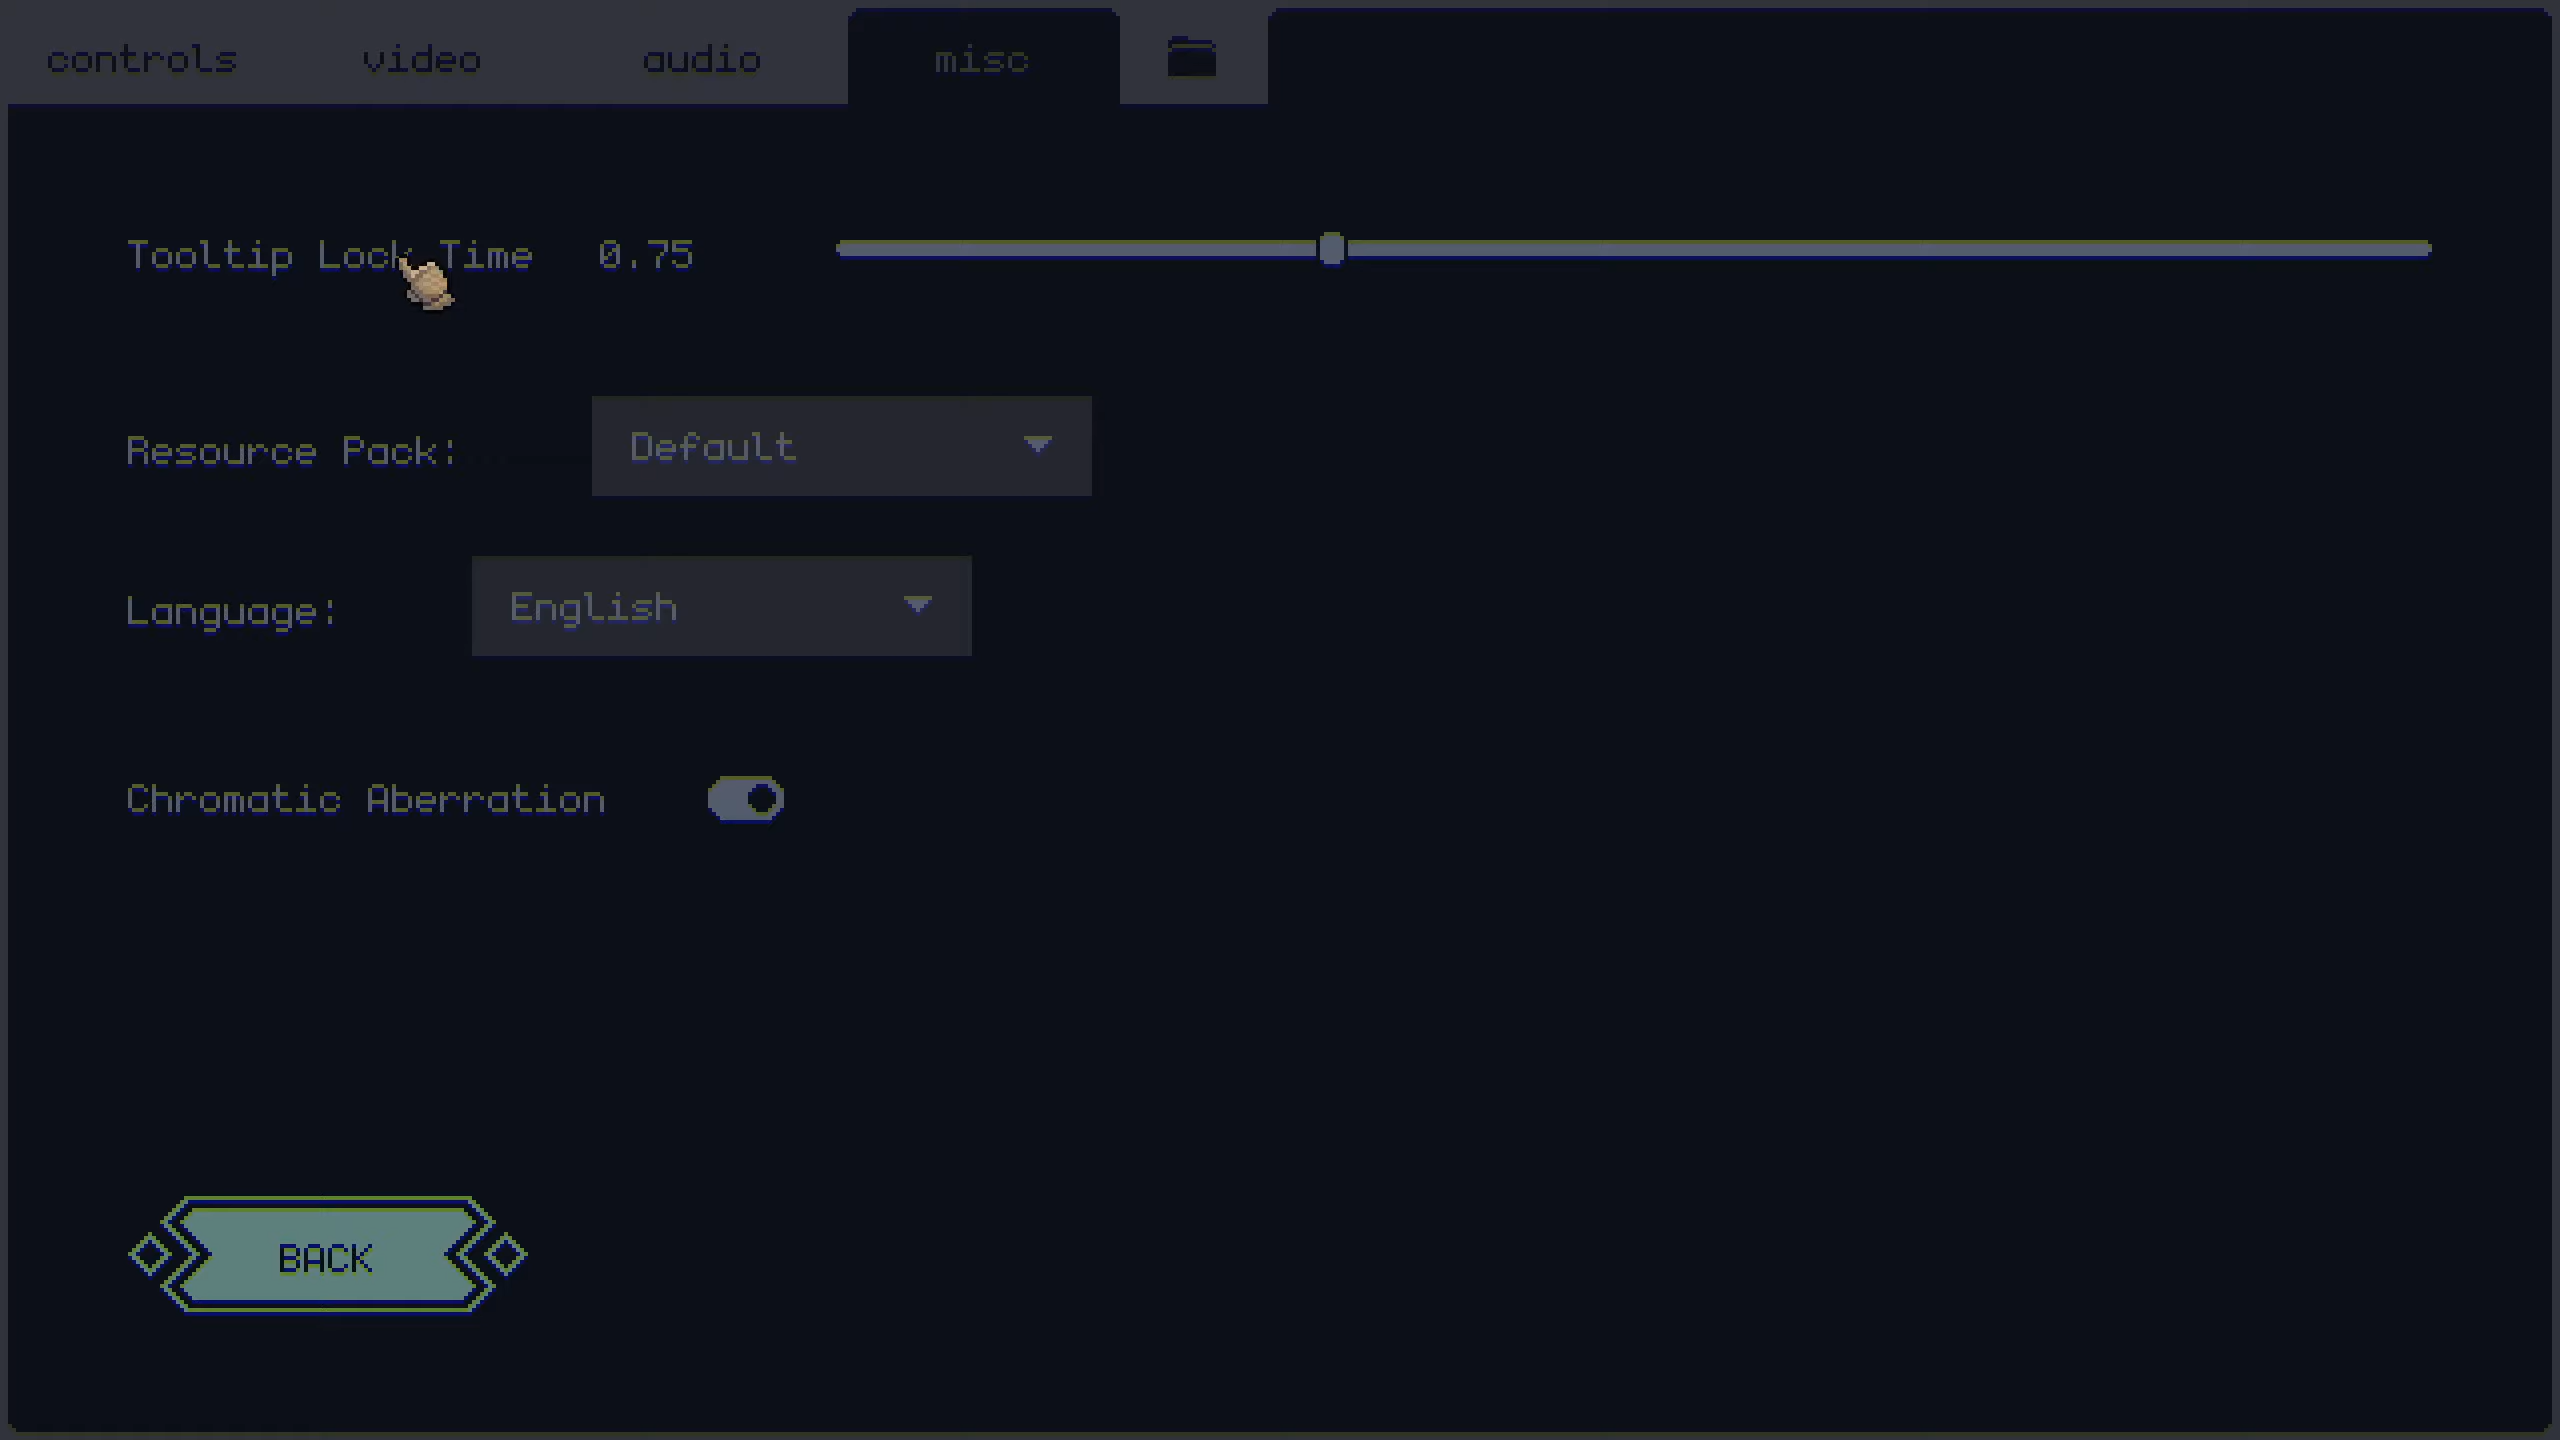 controls video audio misc
Tooltip Lock Time 0.75
Resource Pack: Default
Language: English
Chromatic Aberration
BACK